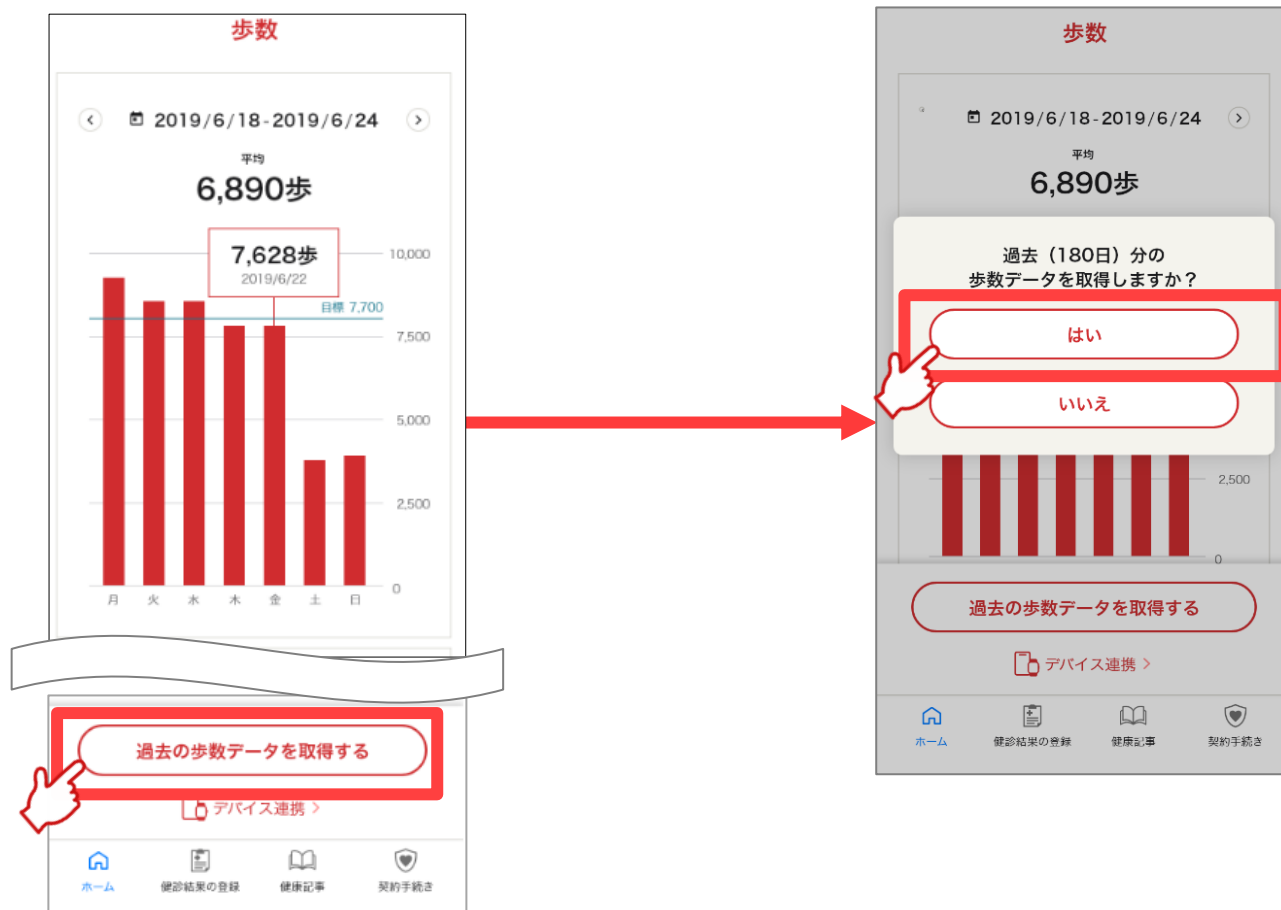 歩数
2019/6/18-2019/6/24
平均
6,890歩
7,628歩
2019/6/22
10,000
目標 7,700
7,500
5,000
2,500
0
月 火 水 木 金 土 日
過去の歩数データを取得する
デバイス連携
ホーム 健診結果の登録 健康記事 契約手続き
歩数
2019/6/18-2019/6/24
平均
6,890歩
過去（180日）分の
歩数データを取得しますか？
はい
いいえ
2,500
0
過去の歩数データを取得する
デバイス連携
ホーム 健診結果の登録 健康記事 契約手続き